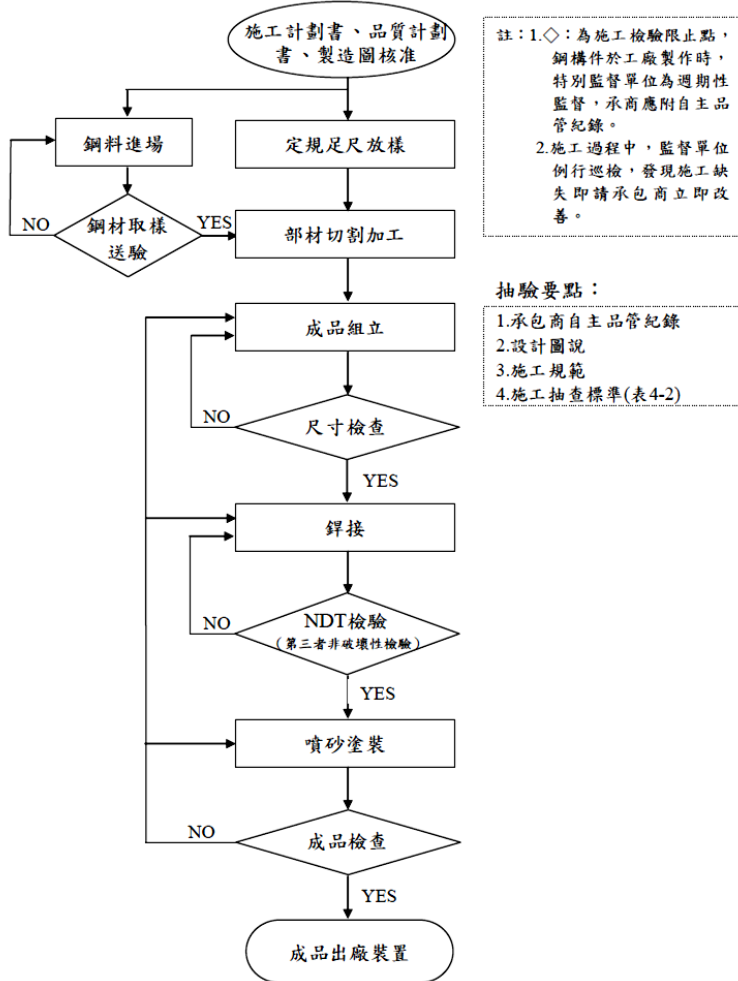 施工計劃書、品質計劃
書、製造圖核准
註：1.◇：為施工檢驗限止點，
鋼構件於工廠製作時，
特別監督單位為週期性
監督，承商應附自主品
管紀錄。
2.施工過程中，監督單位
例行巡檢，發現施工缺
失即請承包商立即改
善。
鋼料進場
定規足尺放樣
NO
鋼材取樣
送驗
YES
部材切割加工
抽驗要點：
1.承包商自主品管紀錄
2.設計圖說
3.施工規範
4.施工抽查標準(表4-2)
成品組立
NO
尺寸檢查
YES
銲接
NO
NDT檢驗
（第三者非破壞性檢驗）
YES
噴砂塗裝
NO
成品檢查
YES
成品出廠裝置